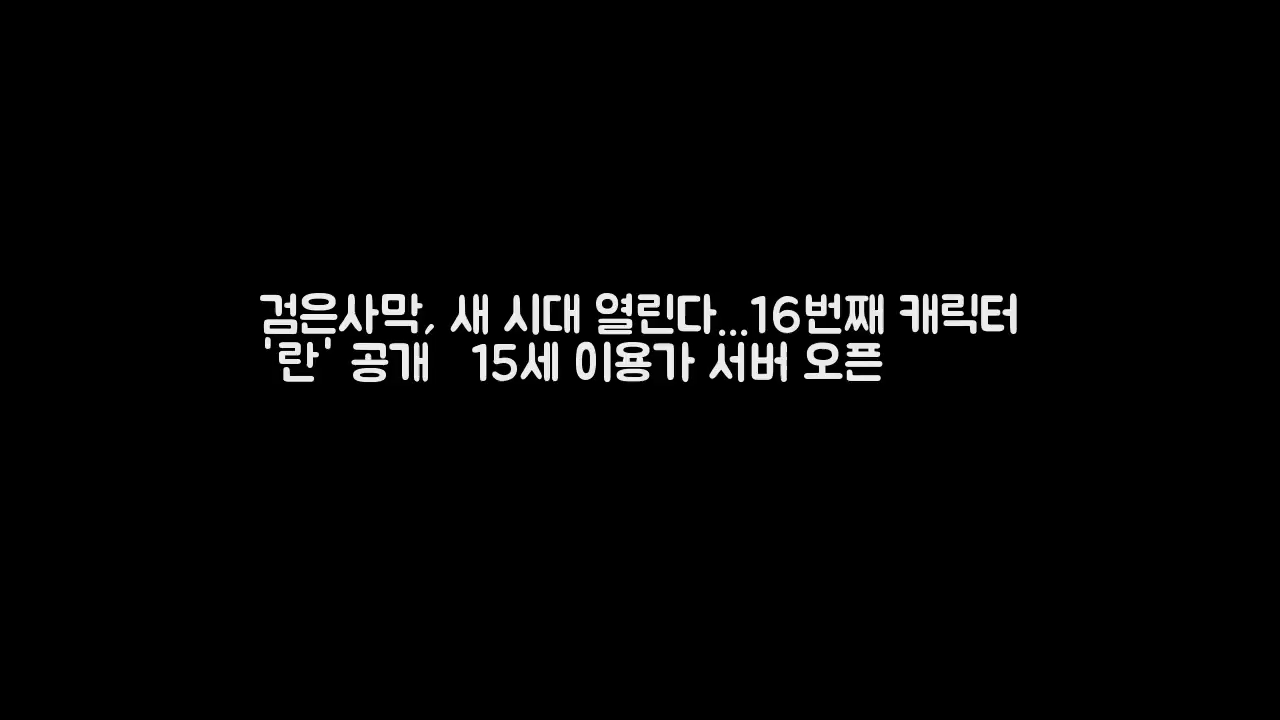 검은사막, 새 시대 열린다...16번째 캐릭터
'란' 공개 15세 이용가 서버 오픈